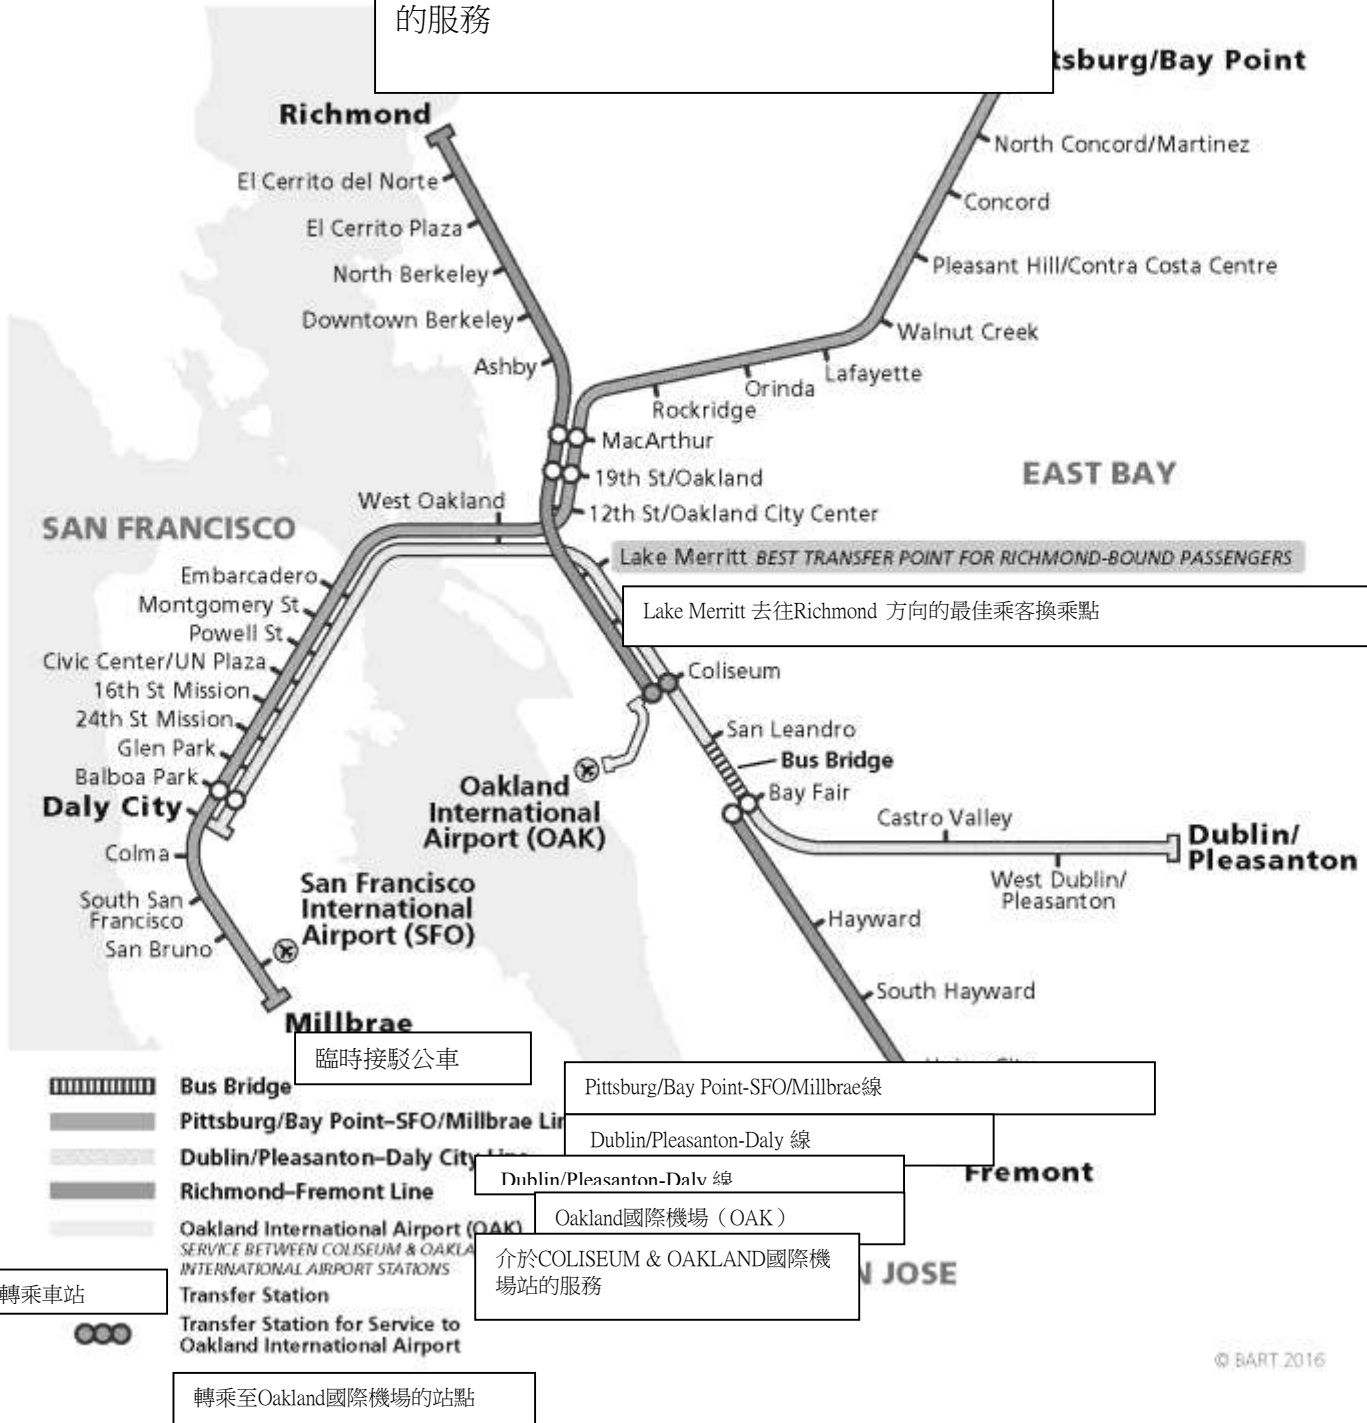 的服務
tsburg/Bay Point
Richmond
North Concord/Martinez
El Cerrito del Norte
Concord
El Cerrito Plaza
Pleasant Hill/Contra Costa Centre
North Berkeley
Downtown Berkeley
Walnut Creek
Ashby
Lafayette
Orinda
Rockridge
MacArthur
19th St/Oakland
EAST BAY
West Oakland
12th St/Oakland City Center
SAN FRANCISCO
Lake Merritt BEST TRANSFER POINT FOR RICHMOND-BOUND PASSENGERS
Embarcadero
Montgomery St
Lake Merritt 去往Richmond 方向的最佳乘客換乘點
Powell St
Civic Center/UN Plaza
Coliseum
16th St Mission
24th St Mission
San Leandro
Glen Park
Bus Bridge
Balboa Park
Daly City
Oakland
International
Airport (OAK)
Bay Fair
Castro Valley
Dublin/
Pleasanton
Colma
West Dublin/
Pleasanton
San Francisco
International
Airport (SFO)
South San
Francisco
Hayward
San Bruno
South Hayward
Millbrae
臨時接駁公車
Bus Bridge
Pittsburg/Bay Point-SFO/Millbrae線
Pittsburg/Bay Point–SFO/Millbrae Lin
Dublin/Pleasanton-Daly 線
Dublin/Pleasanton–Daly City Line
Dublin/Pleasanton-Daly 線
Fremont
Richmond–Fremont Line
Oakland國際機場（OAK）
Oakland International Airport (OAK)
SERVICE BETWEEN COLISEUM & OAKLA
INTERNATIONAL AIRPORT STATIONS
介於COLISEUM & OAKLAND國際機
場站的服務
N JOSE
轉乘車站
Transfer Station
Transfer Station for Service to
Oakland International Airport
© BART 2016
轉乘至Oakland國際機場的站點